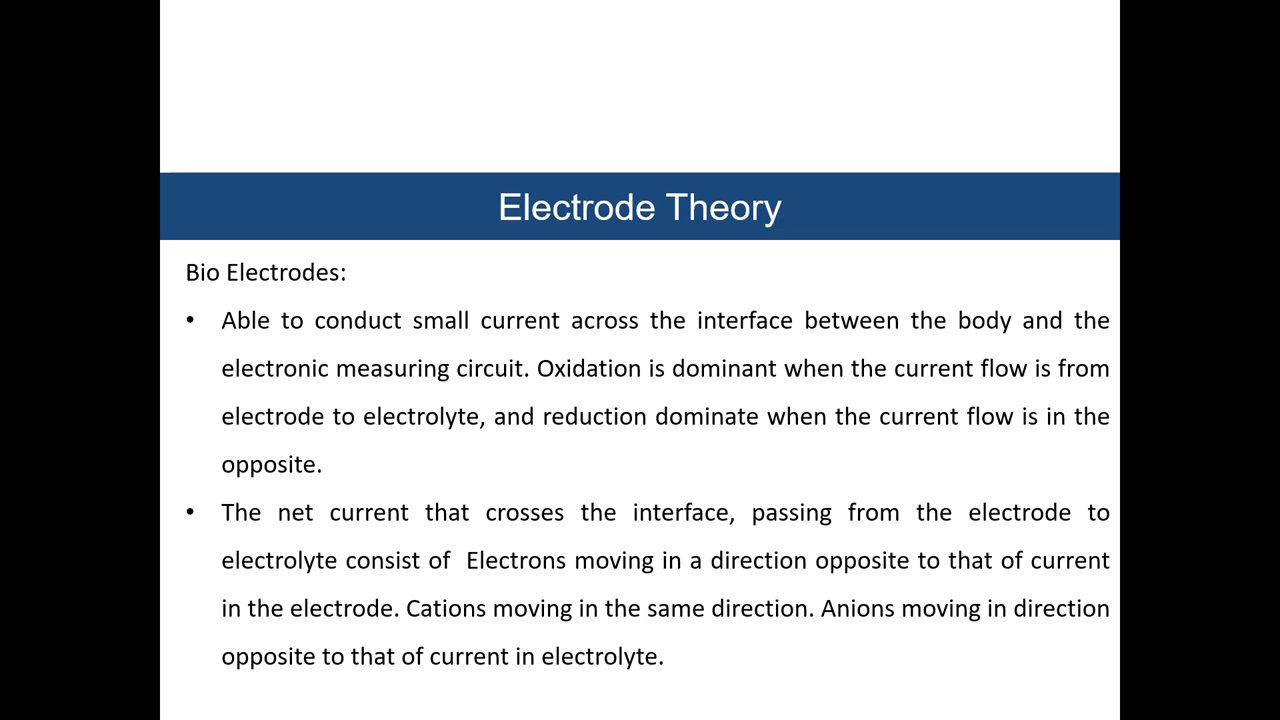 Electrode Theory
Bio Electrodes:
• Able to conduct small current across the interface between the body and the
electronic measuring circuit. Oxidation is dominant when the current flow is from
electrode to electrolyte, and reduction dominate when the current flow is in the
opposite.
• The net current that crosses the interface, passing from the electrode to
electrolyte consist of  Electrons moving in a direction opposite to that of current
in the electrode. Cations moving in the same direction. Anions moving in direction
opposite to that of current in electrolyte.